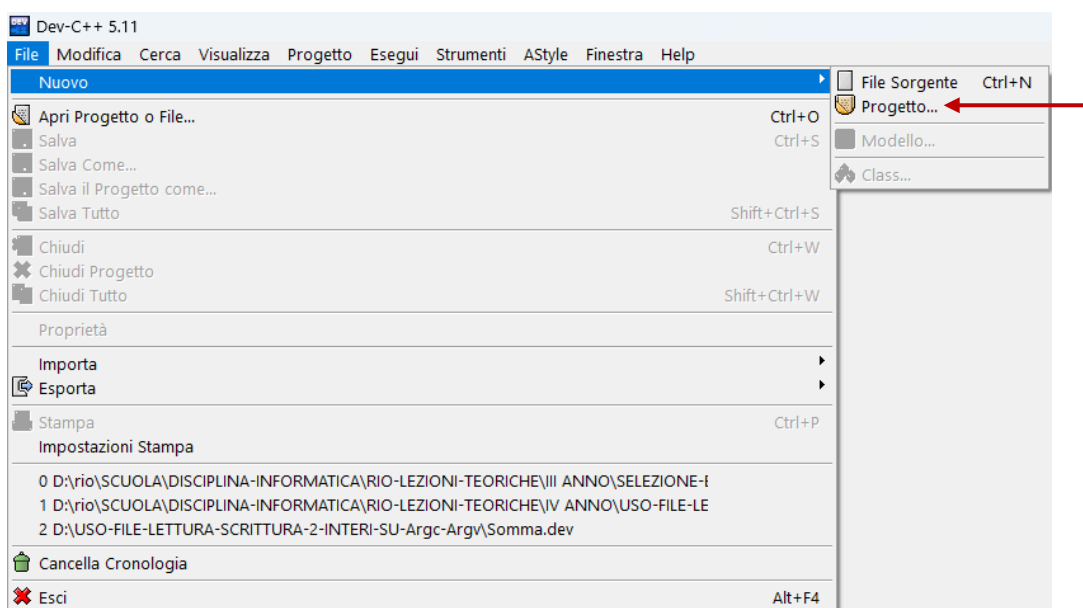 Dev-C++ 5.11
File Modifica Cerca Visualizza Progetto Esegui Strumenti AStyle Finestra Help
Nuovo
File Sorgente Ctrl+N
Progetto...
Modello...
Class...
Apri Progetto o File... Ctrl+O
Salva Ctrl+S
Salva Come...
Salva il Progetto come...
Salva Tutto Shift+Ctrl+S
Chiudi Ctrl+W
Chiudi Progetto
Chiudi Tutto Shift+Ctrl+W
Proprietà
Importa
Esporta
Stampa Ctrl+P
Impostazioni Stampa
0 D:\rio\SCUOLA\DISCIPLINA-INFORMATICA\RIO-LEZIONI-TEORICHE\III ANNO\SELEZIONE-
1 D:\rio\SCUOLA\DISCIPLINA-INFORMATICA\RIO-LEZIONI-TEORICHE\IV ANNO\USO-FILE-LE
2 D:\USO-FILE-LETTURA-SCRITTURA-2-INTERI-SU-Argc-Argv\Somma.dev
Cancella Cronologia
Esci Alt+F4